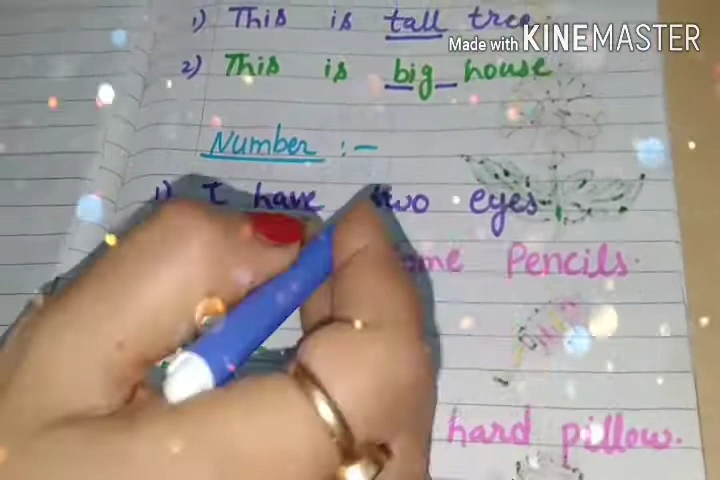 1) This is tall tree.
Made with KINEMASTER
2) This is big house.
Number :-
1) I have two eyes
Pencils.
hard pillow.